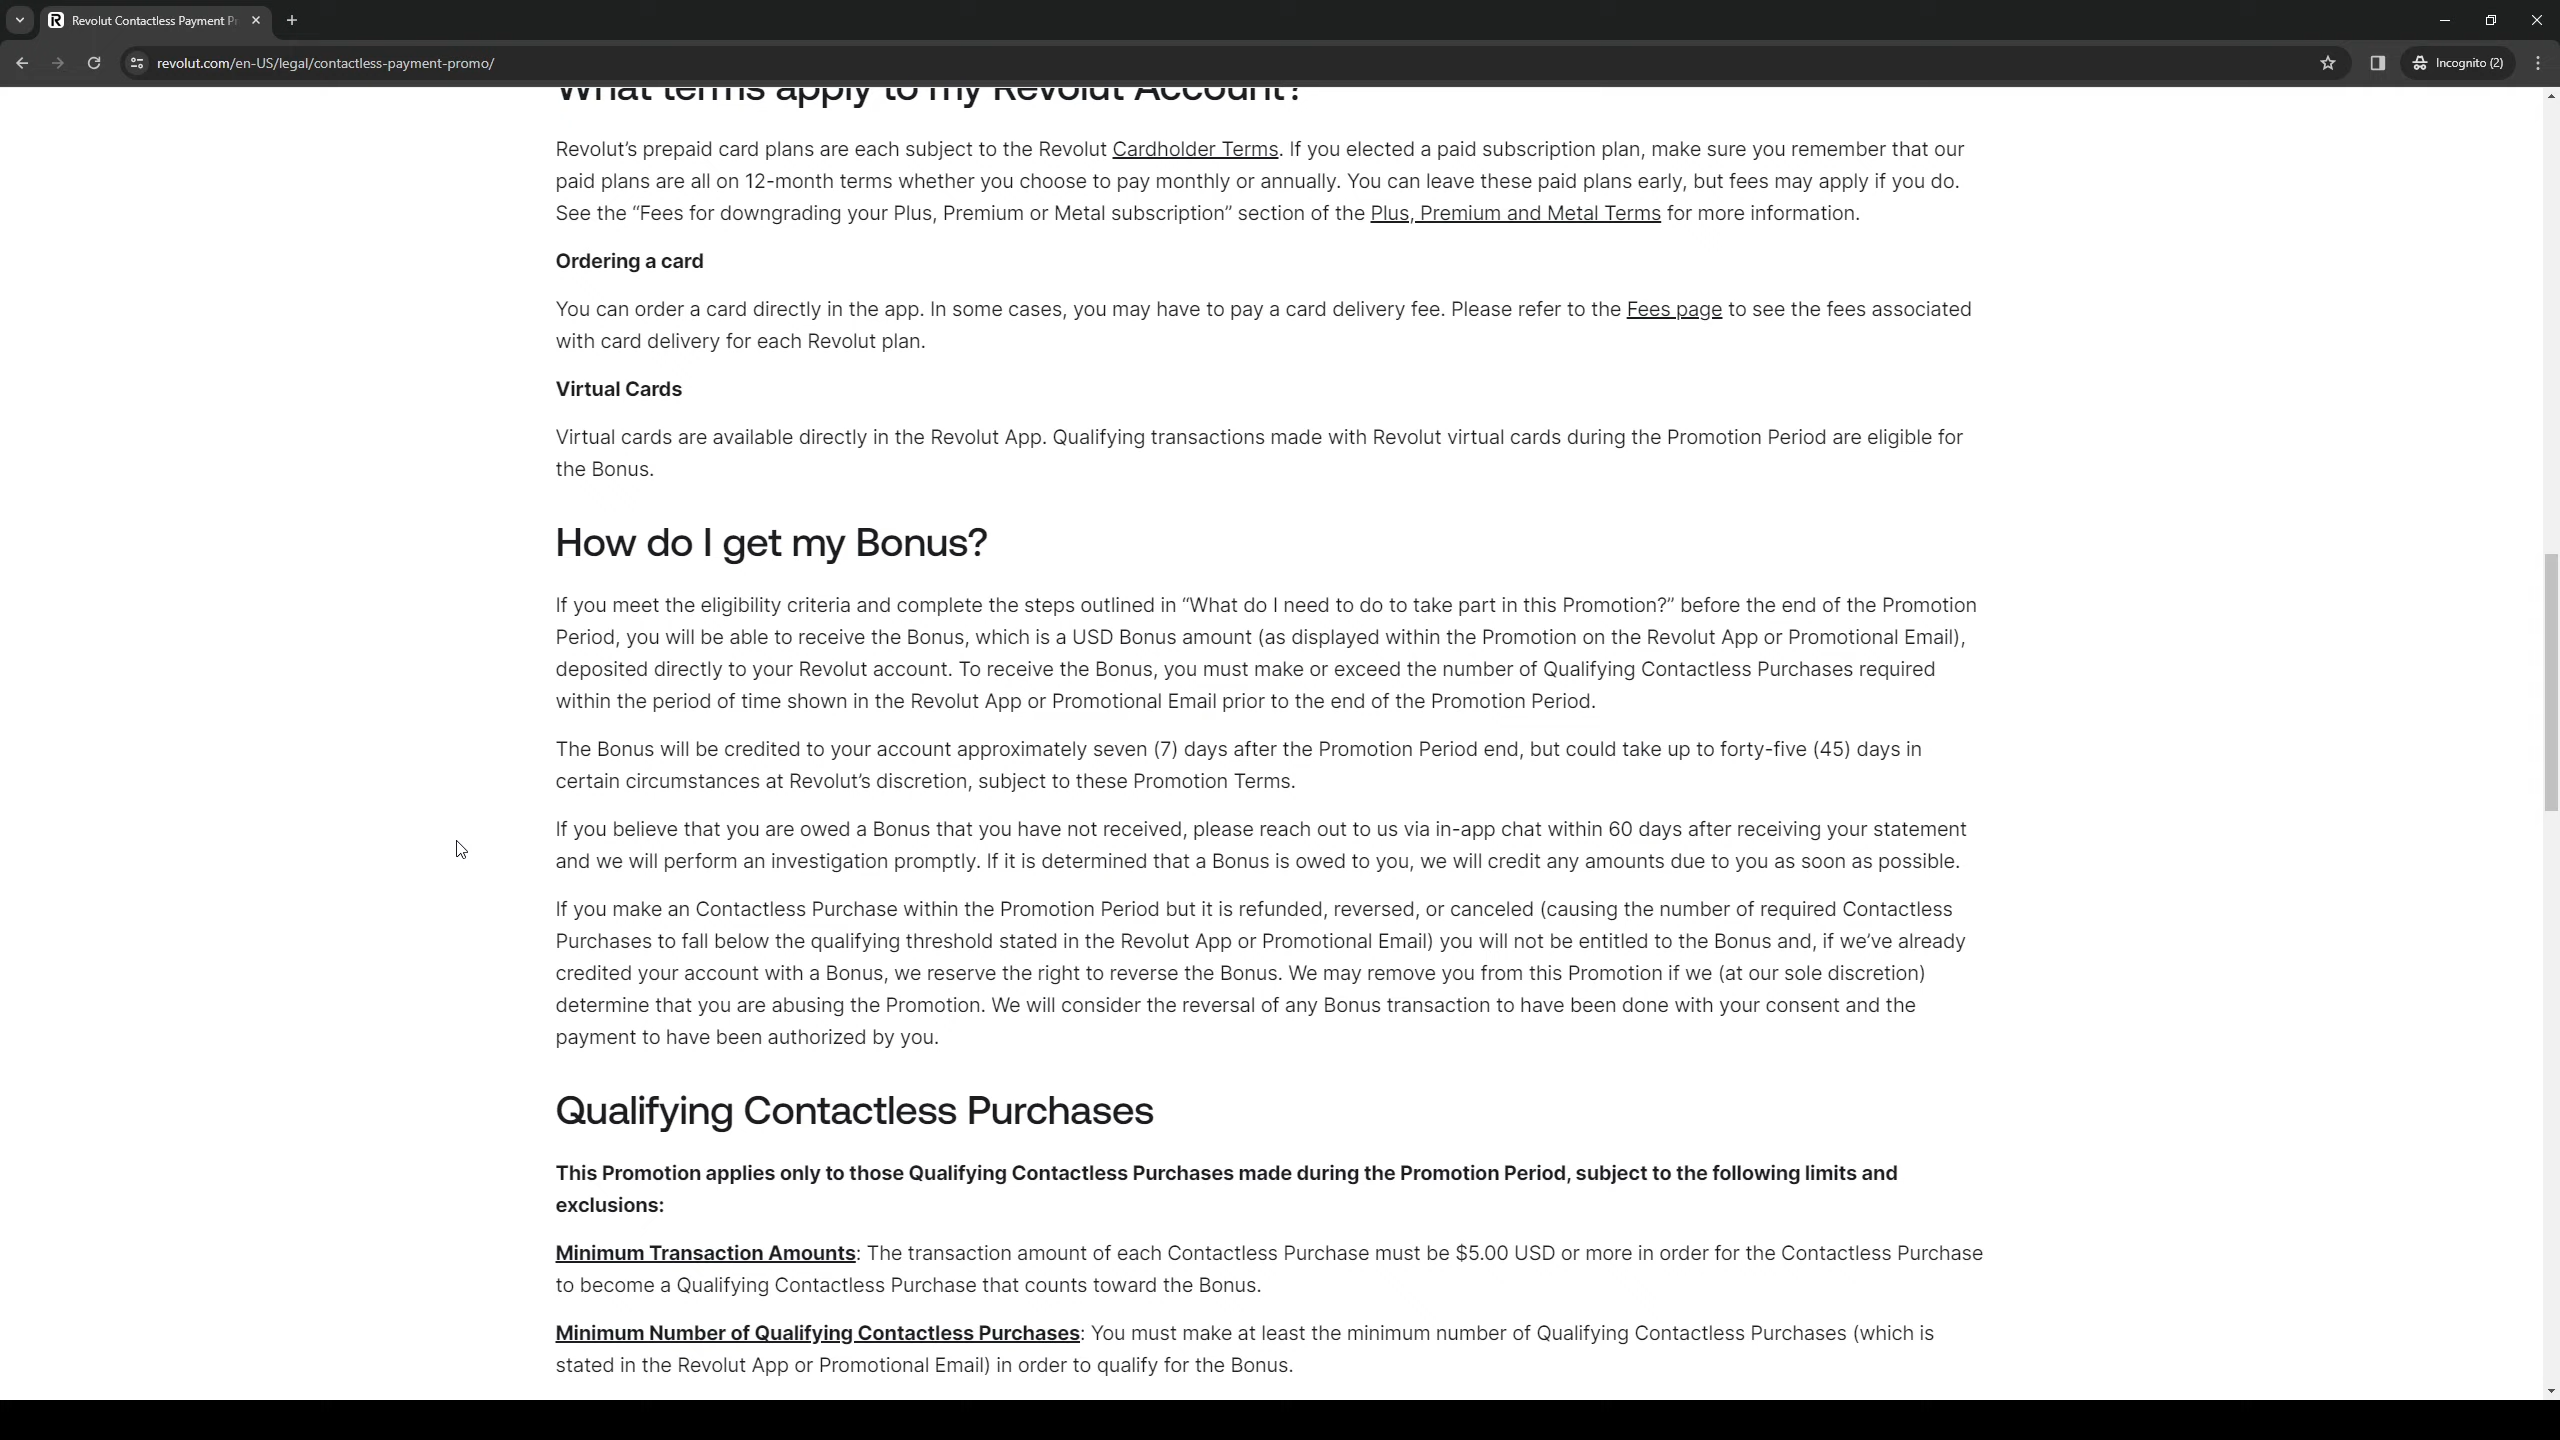 Revolut Contactless Payment P
revolut.com/en-US/legal/contactless-payment-promo/
Incognito (2)
What terms apply to my Revolut Account?
Revolut’s prepaid card plans are each subject to the Revolut Cardholder Terms. If you elected a paid subscription plan, make sure you remember that our
paid plans are all on 12-month terms whether you choose to pay monthly or annually. You can leave these paid plans early, but fees may apply if you do.
See the “Fees for downgrading your Plus, Premium or Metal subscription” section of the Plus, Premium and Metal Terms for more information.
Ordering a card
You can order a card directly in the app. In some cases, you may have to pay a card delivery fee. Please refer to the Fees page to see the fees associated
with card delivery for each Revolut plan.
Virtual Cards
Virtual cards are available directly in the Revolut App. Qualifying transactions made with Revolut virtual cards during the Promotion Period are eligible for
the Bonus.
How do I get my Bonus?
If you meet the eligibility criteria and complete the steps outlined in “What do I need to do to take part in this Promotion?” before the end of the Promotion
Period, you will be able to receive the Bonus, which is a USD Bonus amount (as displayed within the Promotion on the Revolut App or Promotional Email),
deposited directly to your Revolut account. To receive the Bonus, you must make or exceed the number of Qualifying Contactless Purchases required
within the period of time shown in the Revolut App or Promotional Email prior to the end of the Promotion Period.
The Bonus will be credited to your account approximately seven (7) days after the Promotion Period end, but could take up to forty-five (45) days in
certain circumstances at Revolut’s discretion, subject to these Promotion Terms.
If you believe that you are owed a Bonus that you have not received, please reach out to us via in-app chat within 60 days after receiving your statement
and we will perform an investigation promptly. If it is determined that a Bonus is owed to you, we will credit any amounts due to you as soon as possible.
If you make an Contactless Purchase within the Promotion Period but it is refunded, reversed, or canceled (causing the number of required Contactless
Purchases to fall below the qualifying threshold stated in the Revolut App or Promotional Email) you will not be entitled to the Bonus and, if we’ve already
credited your account with a Bonus, we reserve the right to reverse the Bonus. We may remove you from this Promotion if we (at our sole discretion)
determine that you are abusing the Promotion. We will consider the reversal of any Bonus transaction to have been done with your consent and the
payment to have been authorized by you.
Qualifying Contactless Purchases
This Promotion applies only to those Qualifying Contactless Purchases made during the Promotion Period, subject to the following limits and
exclusions:
Minimum Transaction Amounts: The transaction amount of each Contactless Purchase must be $5.00 USD or more in order for the Contactless Purchase
to become a Qualifying Contactless Purchase that counts toward the Bonus.
Minimum Number of Qualifying Contactless Purchases: You must make at least the minimum number of Qualifying Contactless Purchases (which is
stated in the Revolut App or Promotional Email) in order to qualify for the Bonus.